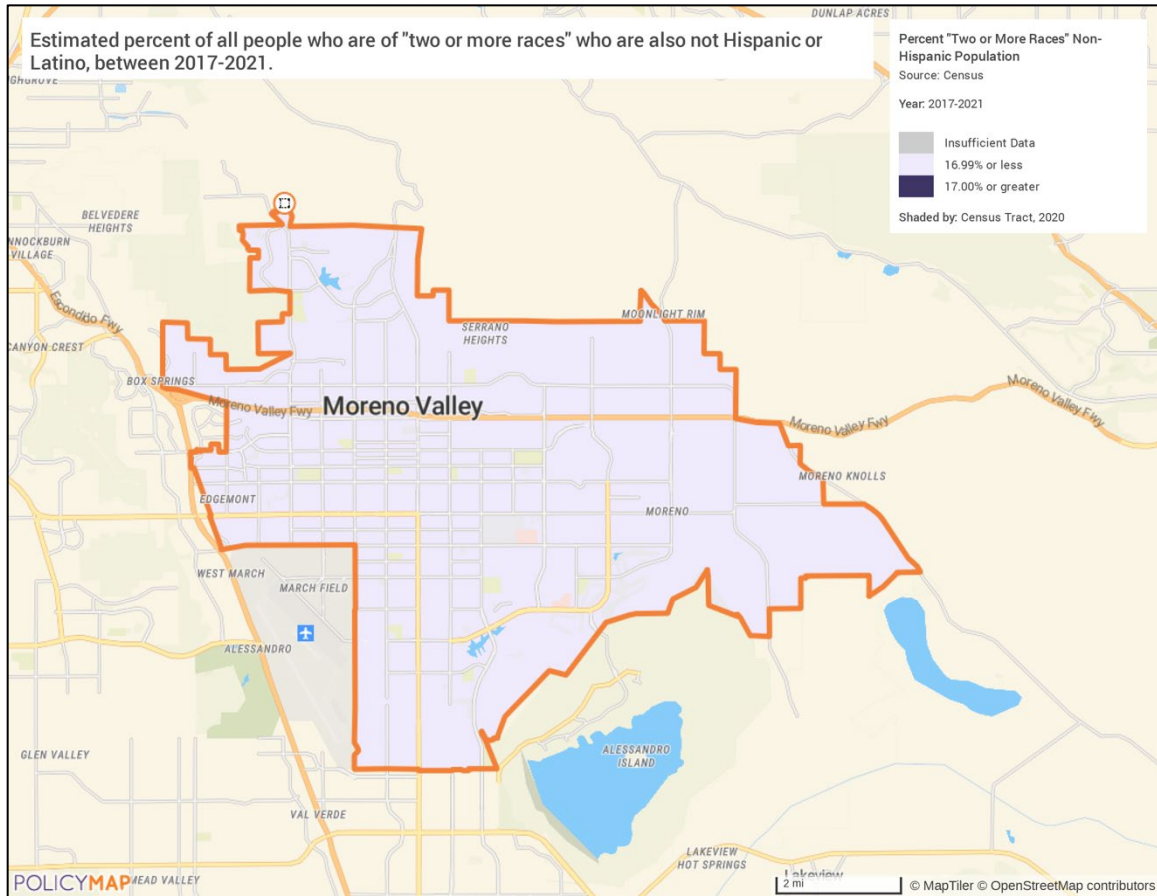 DUNLAP ACRES
Estimated percent of all people who are of "two or more races" who are also not Hispanic or
Latino, between 2017-2021.
Percent "Two or More Races" Non-
Hispanic Population
Source: Census
Year: 2017-2021
Insufficient Data
16.99% or less
17.00% or greater
Shaded by: Census Tract, 2020
BELVEDERE
HEIGHTS
VILLAGE
Escondido Fwy
CANYON CREST
BOX SPRINGS
SERRANO
HEIGHTS
MOONLIGHT RIM
Moreno Valley Fwy
Moreno Valley
Moreno Valley Fwy
Moreno Valley Fwy
MORENO KNOLLS
EDGEMONT
MORENO
WEST MARCH
MARCH FIELD
ALESSANDRO
GLEN VALLEY
ALESSANDRO
ISLAND
VAL VERDE
LAKEVIEW
HOT SPRINGS
Lakeview
POLICYMAP
MEAD VALLEY
2 mi
© MapTiler © OpenStreetMap contributors